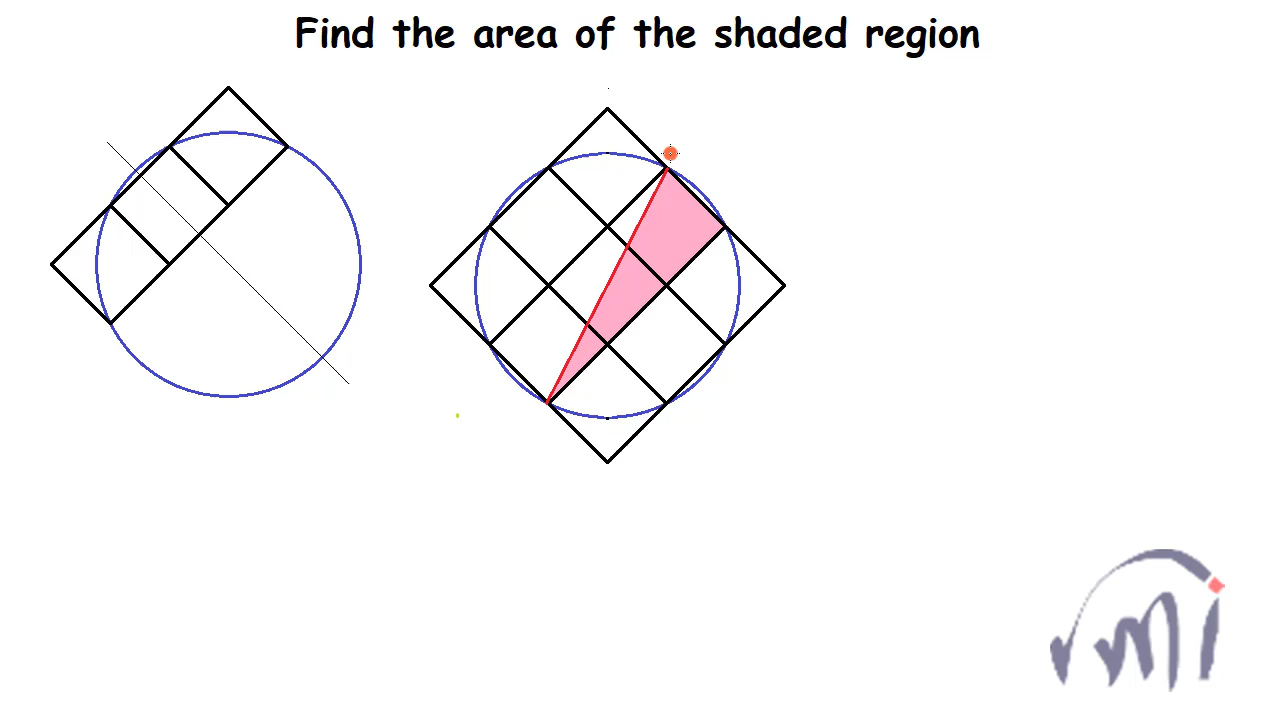 Find the area of the shaded region